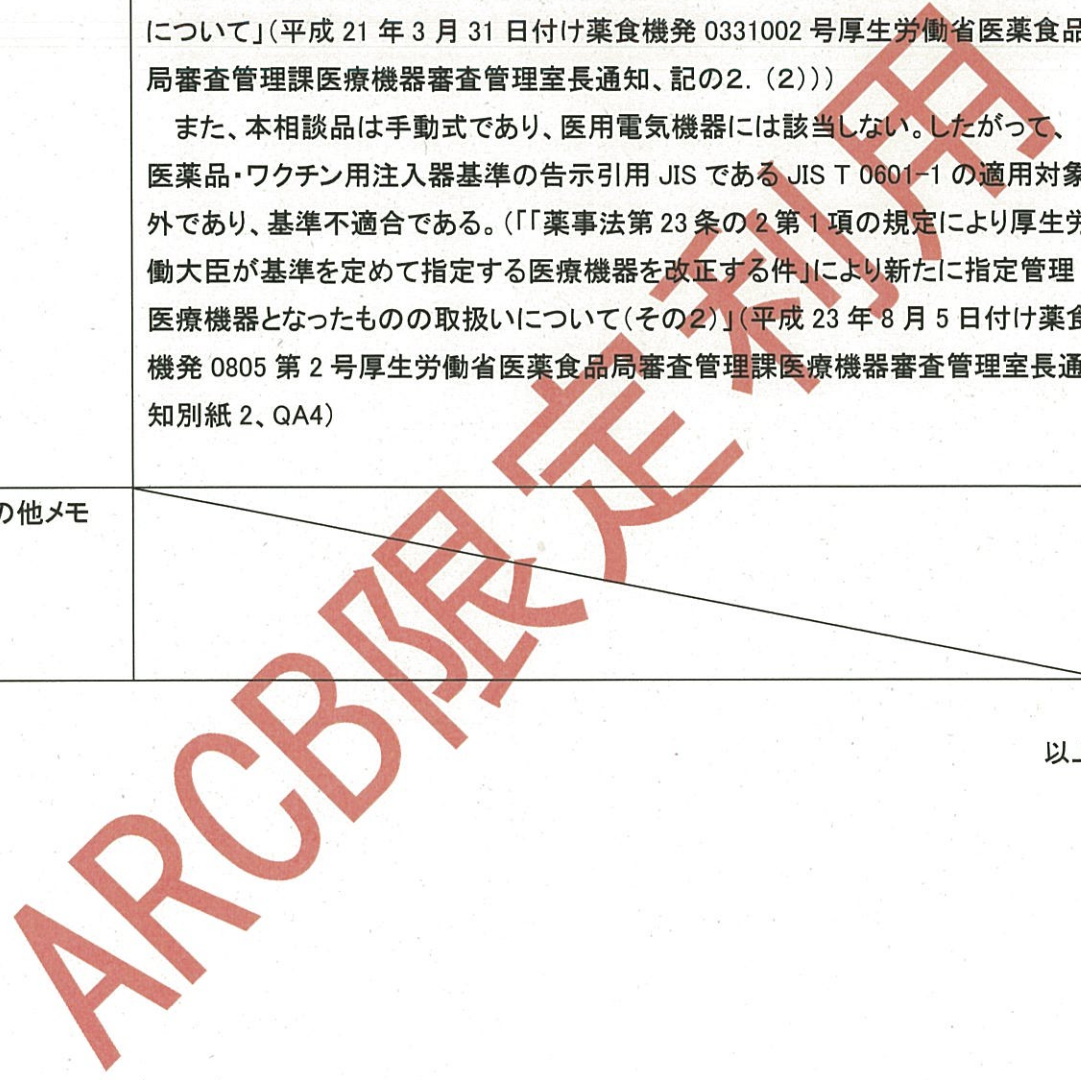 について」(平成 21 年 3 月 31 日付け薬食機発 0331002 号厚生労働省医薬食品
局審査管理課医療機器審査管理室長通知、記の2.(2)))
また、本相談品は手動式であり、医用電気機器には該当しない。したがって、
医薬品・ワクチン用注入器基準の告示引用 JIS である JIS T 0601-1 の適用対象
外であり、基準不適合である。(「「薬事法第 23 条の 2 第 1 項の規定により厚生労
働大臣が基準を定めて指定する医療機器を改正する件」により新たに指定管理
医療機器となったものの取扱いについて(その2)」(平成 23 年 8 月 5 日付け薬食
機発 0805 第 2 号厚生労働省医薬食品局審査管理課医療機器審査管理室長通
知別紙 2、QA4)
の他メモ
以上
ARCB限定利用